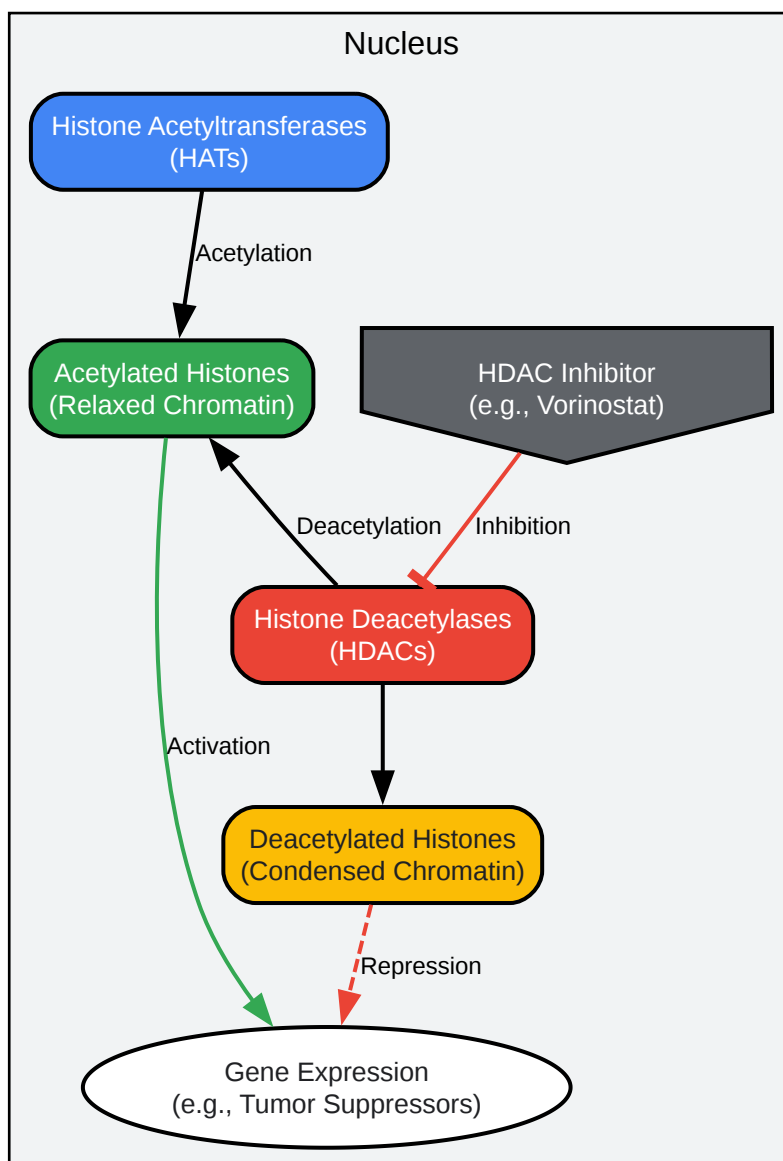 Nucleus
Histone Acetyltransferases
(HATs)
Acetylation
Acetylated Histones
(Relaxed Chromatin)
HDAC Inhibitor
(e.g., Vorinostat)
Deacetylation
Inhibition
Histone Deacetylases
(HDACs)
Activation
Deacetylated Histones
(Condensed Chromatin)
Repression
Gene Expression
(e.g., Tumor Suppressors)